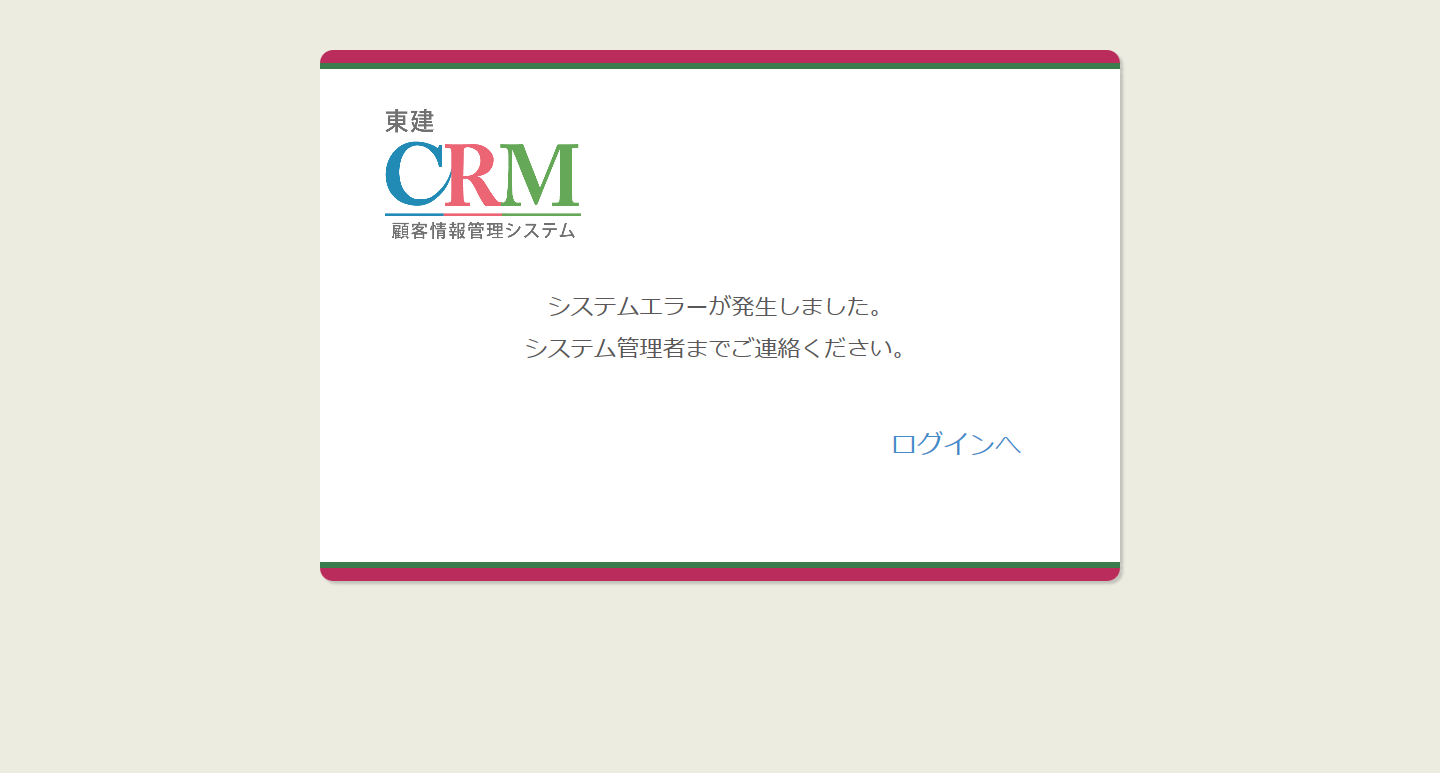 東建
CRM
顧客情報管理システム
システムエラーが発生しました。
システム管理者までご連絡ください。
ログインへ